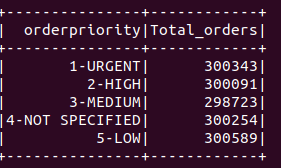 +---------------+------------+
|  orderpriority|Total_orders|
+---------------+------------+
|       1-URGENT|      300343|
|         2-HIGH|      300091|
|       3-MEDIUM|      298723|
|4-NOT SPECIFIED|      300254|
|          5-LOW|      300589|
+---------------+------------+